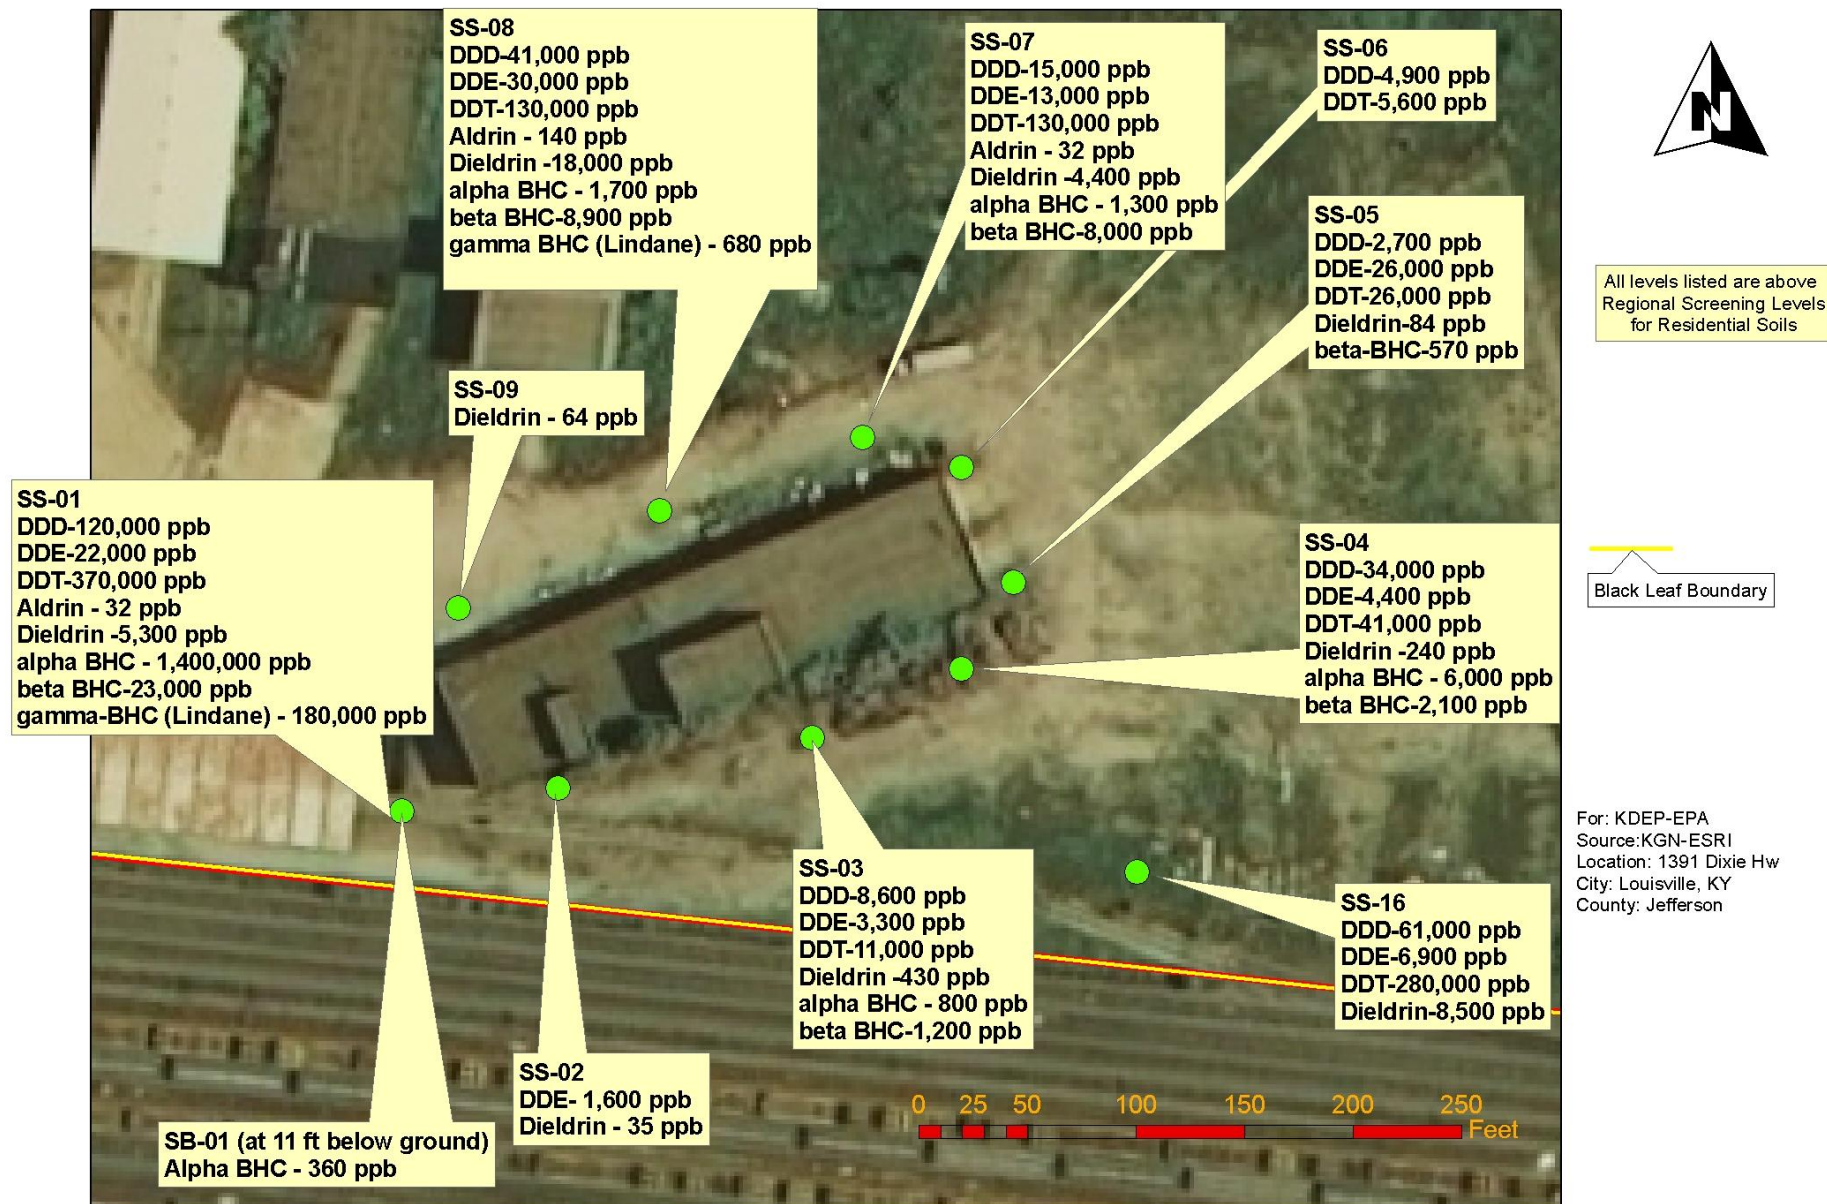 SS-08
DDD-41,000 ppb
DDE-30,000 ppb
DDT-130,000 ppb
Aldrin - 140 ppb
Dieldrin -18,000 ppb
alpha BHC - 1,700 ppb
beta BHC-8,900 ppb
gamma BHC (Lindane) - 680 ppb
SS-07
DDD-15,000 ppb
DDE-13,000 ppb
DDT-130,000 ppb
Aldrin - 32 ppb
Dieldrin -4,400 ppb
alpha BHC - 1,300 ppb
beta BHC-8,000 ppb
SS-06
DDD-4,900 ppb
DDT-5,600 ppb
N
SS-05
DDD-2,700 ppb
DDE-26,000 ppb
DDT-26,000 ppb
Dieldrin-84 ppb
beta-BHC-570 ppb
All levels listed are above
Regional Screening Levels
for Residential Soils
SS-09
Dieldrin - 64 ppb
SS-01
DDD-120,000 ppb
DDE-22,000 ppb
DDT-370,000 ppb
Aldrin - 32 ppb
Dieldrin -5,300 ppb
alpha BHC - 1,400,000 ppb
beta BHC-23,000 ppb
gamma-BHC (Lindane) - 180,000 ppb
SS-04
DDD-34,000 ppb
DDE-4,400 ppb
DDT-41,000 ppb
Dieldrin -240 ppb
alpha BHC - 6,000 ppb
beta BHC-2,100 ppb
Black Leaf Boundary
For: KDEP-EPA
Source:KGN-ESRI
Location: 1391 Dixie Hw
City: Louisville, KY
County: Jefferson
SS-03
DDD-8,600 ppb
DDE-3,300 ppb
DDT-11,000 ppb
Dieldrin -430 ppb
alpha BHC - 800 ppb
beta BHC-1,200 ppb
SS-16
DDD-61,000 ppb
DDE-6,900 ppb
DDT-280,000 ppb
Dieldrin-8,500 ppb
SS-02
DDE- 1,600 ppb
Dieldrin - 35 ppb
SB-01 (at 11 ft below ground)
Alpha BHC - 360 ppb
0 25 50 100 150 200 250
Feet